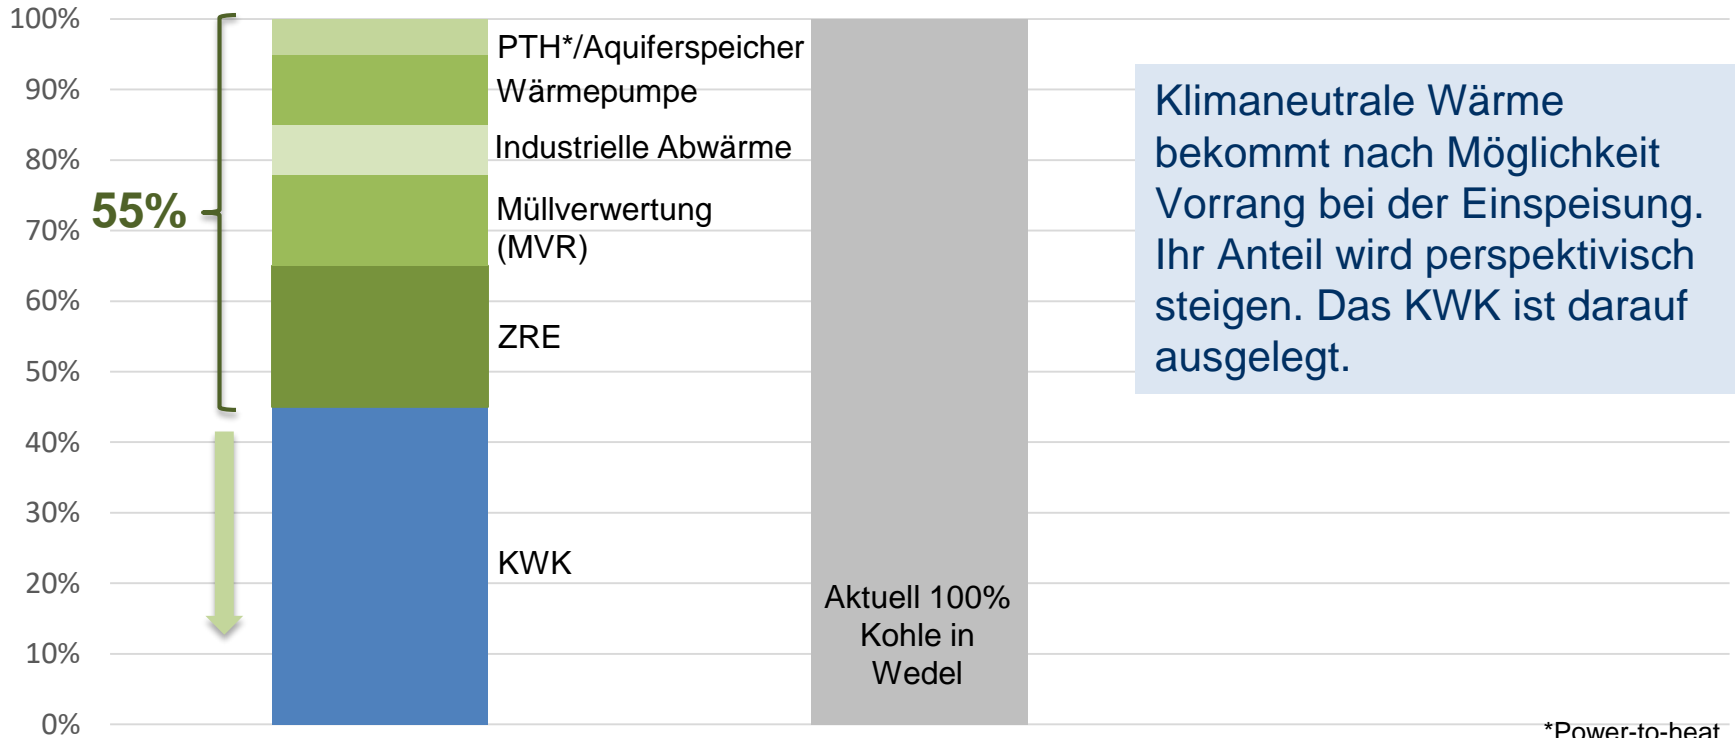 100%
90%
80%
70%
60%
50%
40%
30%
20%
10%
0%
55%
PTH*/Aquiferspeicher
Wärmepumpe
Industrielle Abwärme
Müllverwertung
(MVR)
ZRE
KWK
Aktuell 100%
Kohle in
Wedel
Klimaneutrale Wärme
bekommt nach Möglichkeit
Vorrang bei der Einspeisung.
Ihr Anteil wird perspektivisch
steigen. Das KWK ist darauf
ausgelegt.
*Power-to-heat